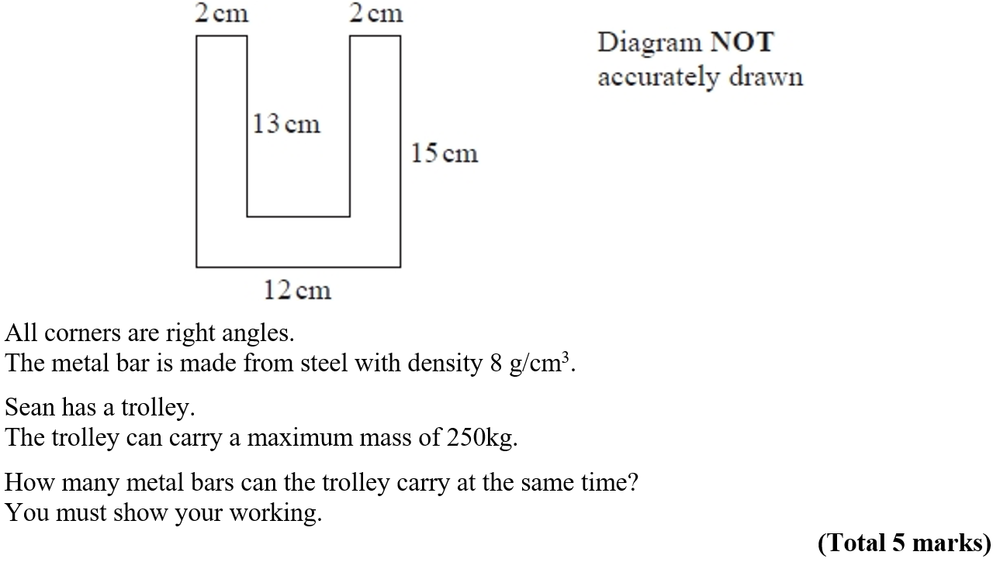 2 cm 2 cm
Diagram NOT
accurately drawn
13 cm
15 cm
12 cm
All corners are right angles.
The metal bar is made from steel with density 8 g/cm³.
Sean has a trolley.
The trolley can carry a maximum mass of 250kg.
How many metal bars can the trolley carry at the same time?
You must show your working.
(Total 5 marks)